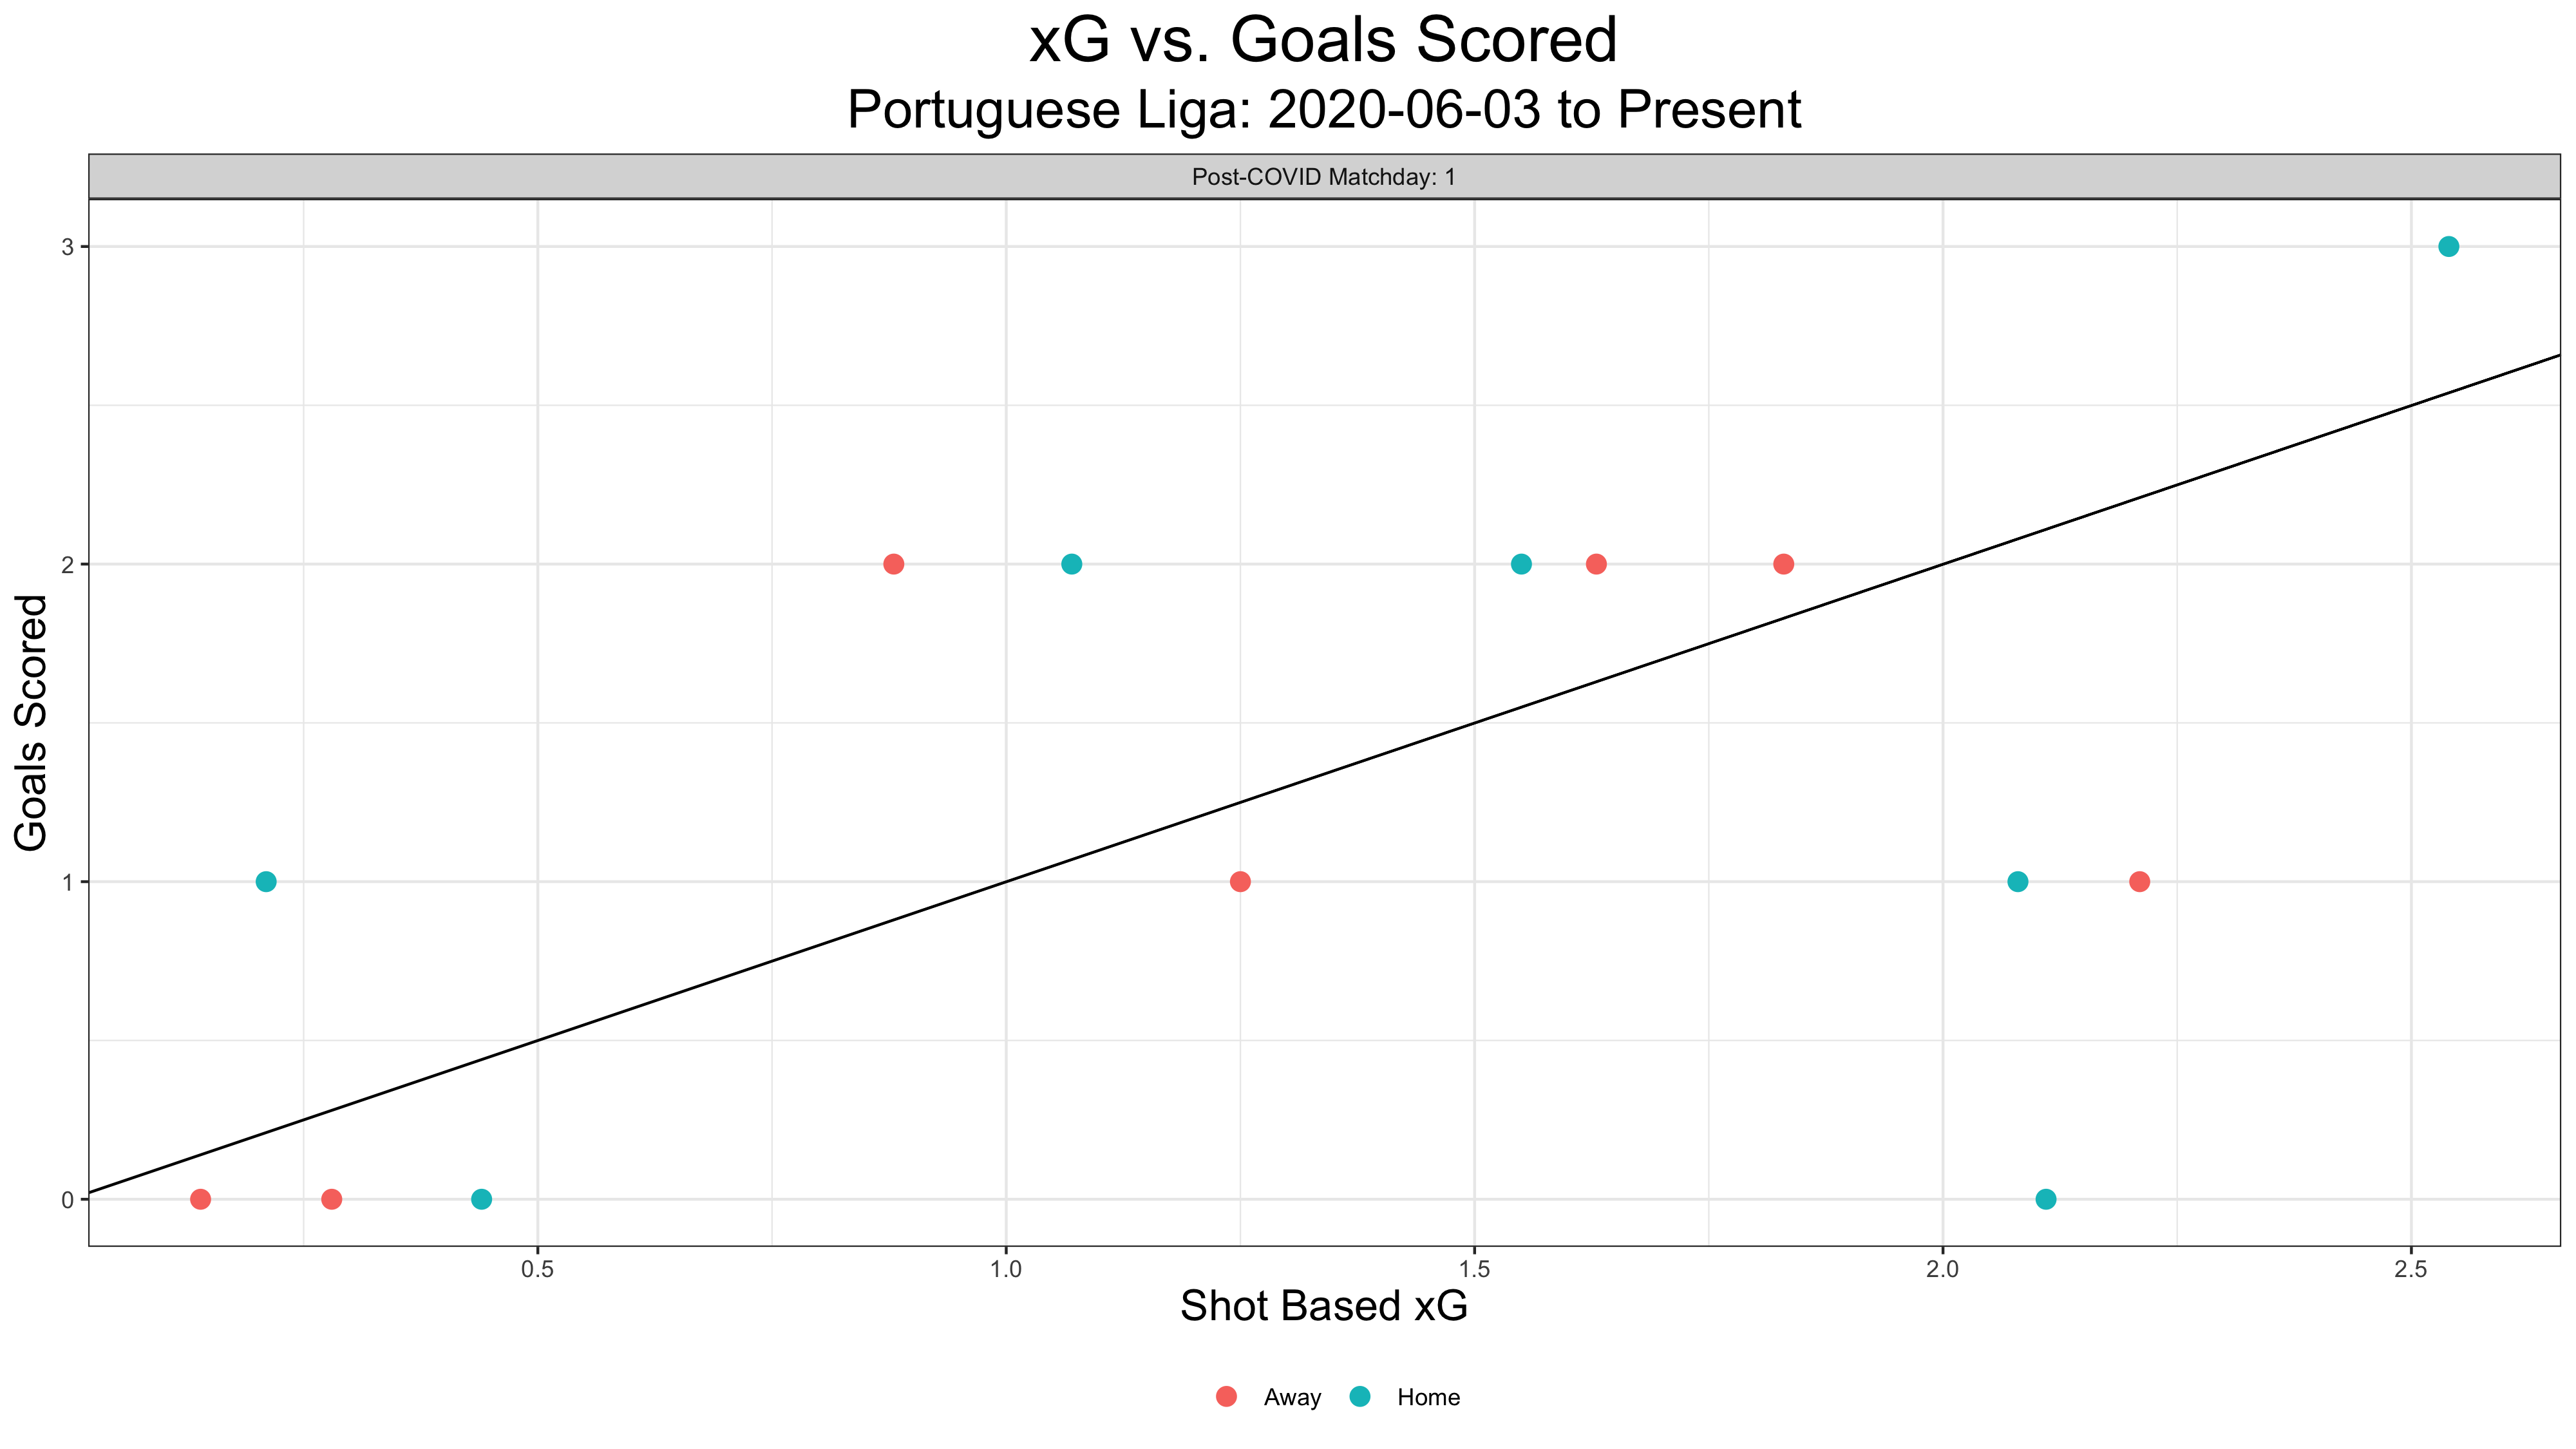 xG vs. Goals Scored
Portuguese Liga: 2020-06-03 to Present
Post-COVID Matchday: 1
3
2
1
0
Goals Scored
0.5 1.0 1.5 2.0 2.5
Shot Based xG
Away Home